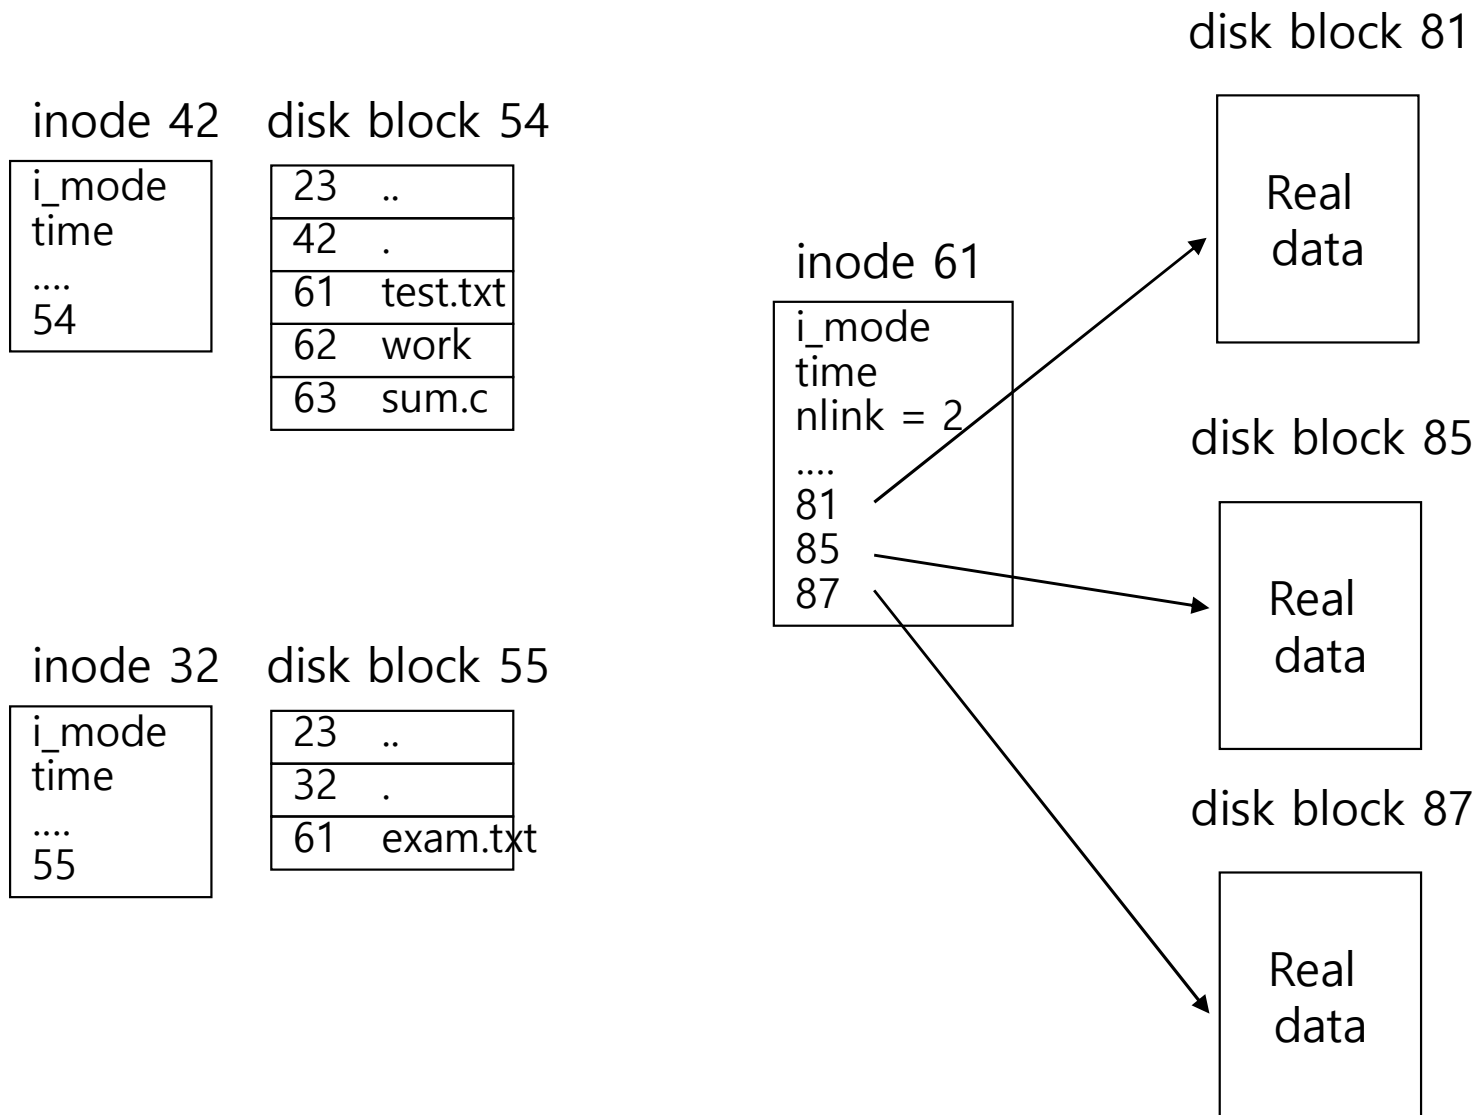 disk block 81
inode 42
disk block 54
i_mode
time
....
54
23 ..
42 .
61 test.txt
62 work
63 sum.c
Real
data
inode 61
i_mode
time
nlink = 2
....
81
85
87
disk block 85
Real
data
inode 32
disk block 55
i_mode
time
....
55
23 ..
32 .
61 exam.txt
disk block 87
Real
data